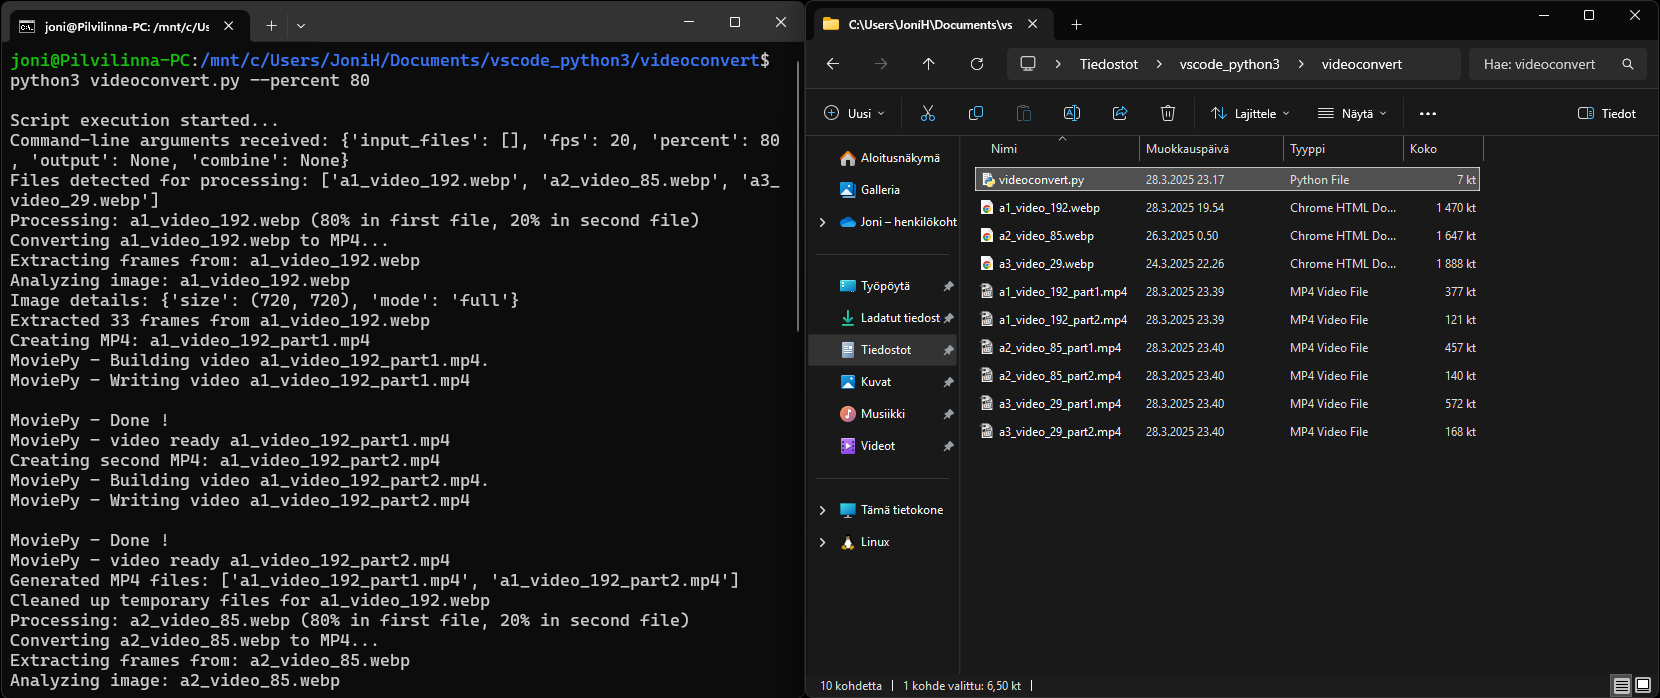 joni@Pilvilinna-PC: /mnt/c/Us
joni@Pilvilinna-PC:/mnt/c/Users/JoniH/Documents/vscode_python3/videoconvert$
python3 videoconvert.py --percent 80
Script execution started...
Command-line arguments received: {'input_files': [], 'fps': 20, 'percent': 80
, 'output': None, 'combine': None}
Files detected for processing: ['a1_video_192.webp', 'a2_video_85.webp', 'a3_
video_29.webp']
Processing: a1_video_192.webp (80% in first file, 20% in second file)
Converting a1_video_192.webp to MP4...
Extracting frames from: a1_video_192.webp
Analyzing image: a1_video_192.webp
Image details: {'size': (720, 720), 'mode': 'full'}
Extracted 33 frames from a1_video_192.webp
Creating MP4: a1_video_192_part1.mp4
MoviePy - Building video a1_video_192_part1.mp4.
MoviePy - Writing video a1_video_192_part1.mp4
MoviePy - Done !
MoviePy - video ready a1_video_192_part1.mp4
Creating second MP4: a1_video_192_part2.mp4
MoviePy - Building video a1_video_192_part2.mp4.
MoviePy - Writing video a1_video_192_part2.mp4
MoviePy - Done !
MoviePy - video ready a1_video_192_part2.mp4
Generated MP4 files: ['a1_video_192_part1.mp4', 'a1_video_192_part2.mp4']
Cleaned up temporary files for a1_video_192.webp
Processing: a2_video_85.webp (80% in first file, 20% in second file)
Converting a2_video_85.webp to MP4...
Extracting frames from: a2_video_85.webp
Analyzing image: a2_video_85.webp
C:\Users\JoniH\Documents\vs
Tiedostot > vscode_python3 > videoconvert
Hae: videoconvert
Uusi
Lajittele
Näytä
Tiedot
Aloitusnäkymä
Galleria
Joni – henkilökoht
Työpöytä
Ladatut tiedost
Tiedostot
Kuvat
Musiikki
Videot
Tämä tietokone
Linux
Nimi Muokkauspäivä Tyyppi Koko
videoconvert.py 28.3.2025 23.17 Python File 7 kt
a1_video_192.webp 28.3.2025 19.54 Chrome HTML Do... 1 470 kt
a2_video_85.webp 26.3.2025 0.50 Chrome HTML Do... 1 647 kt
a3_video_29.webp 24.3.2025 22.26 Chrome HTML Do... 1 888 kt
a1_video_192_part1.mp4 28.3.2025 23.39 MP4 Video File 377 kt
a1_video_192_part2.mp4 28.3.2025 23.39 MP4 Video File 121 kt
a2_video_85_part1.mp4 28.3.2025 23.40 MP4 Video File 457 kt
a2_video_85_part2.mp4 28.3.2025 23.40 MP4 Video File 140 kt
a3_video_29_part1.mp4 28.3.2025 23.40 MP4 Video File 572 kt
a3_video_29_part2.mp4 28.3.2025 23.40 MP4 Video File 168 kt
10 kohdetta | 1 kohde valittu: 6,50 kt |